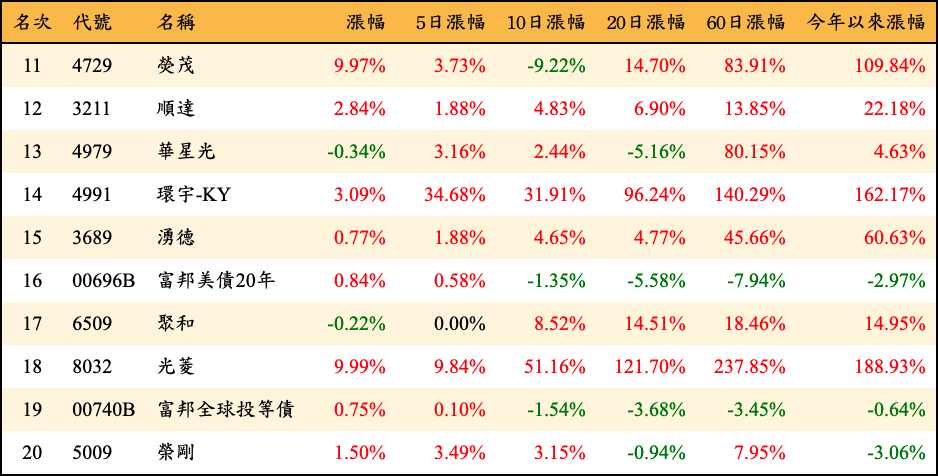 名次 代號 名稱 漲幅 5日漲幅 10日漲幅 20日漲幅 60日漲幅 今年以來漲幅
11 4729 熒茂 9.97% 3.73% -9.22% 14.70% 83.91% 109.84%
12 3211 順達 2.84% 1.88% 4.83% 6.90% 13.85% 22.18%
13 4979 華星光 -0.34% 3.16% 2.44% -5.16% 80.15% 4.63%
14 4991 環宇-KY 3.09% 34.68% 31.91% 96.24% 140.29% 162.17%
15 3689 湧德 0.77% 1.88% 4.65% 4.77% 45.66% 60.63%
16 00696B 富邦美債20年 0.84% 0.58% -1.35% -5.58% -7.94% -2.97%
17 6509 聚和 -0.22% 0.00% 8.52% 14.51% 18.46% 14.95%
18 8032 光菱 9.99% 9.84% 51.16% 121.70% 237.85% 188.93%
19 00740B 富邦全球投等債 0.75% 0.10% -1.54% -3.68% -3.45% -0.64%
20 5009 榮剛 1.50% 3.49% 3.15% -0.94% 7.95% -3.06%